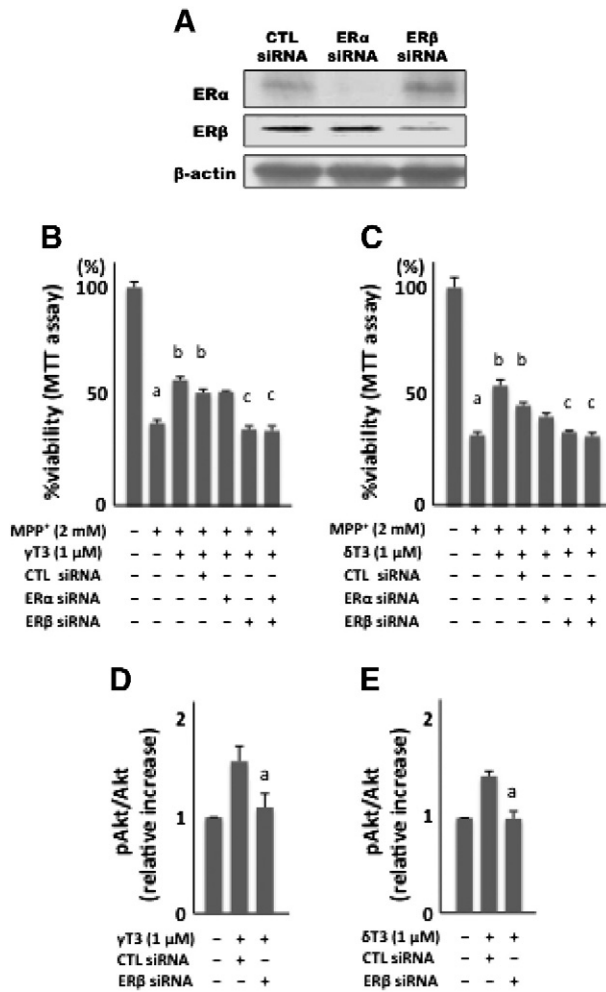 A
CTL ERα ERβ
siRNA siRNA siRNA
ERα
ERβ
β-actin
B
(%)
%viability (MTT assay)
100
50
0
a b b c c
MPP⁺ (2 mM) – + + + + + +
γT3 (1 μM) – – + + + + +
CTL siRNA – – – + – – –
ERα siRNA – – – – + – +
ERβ siRNA – – – – – + +
C
(%)
%viability (MTT assay)
100
50
0
a b b c c
MPP⁺ (2 mM) – + + + + + +
δT3 (1 μM) – – + + + + +
CTL siRNA – – – + – – –
ERα siRNA – – – – + – +
ERβ siRNA – – – – – + +
D
pAkt/Akt
(relative increase)
2
1
0
a
γT3 (1 μM) – + +
CTL siRNA – + –
ERβ siRNA – – +
E
pAkt/Akt
(relative increase)
2
1
0
a
δT3 (1 μM) – + +
CTL siRNA – + –
ERβ siRNA – – +